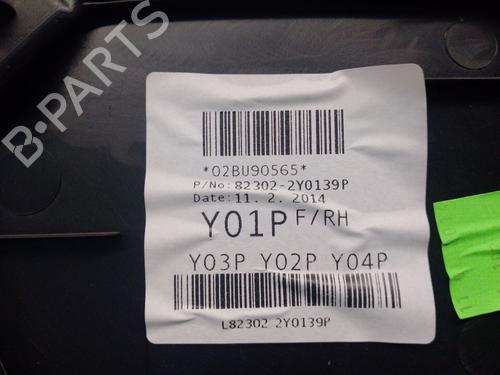 B-PARTS
*02BU90565*
P/No: 82302-2Y0139P
Date: 11. 2. 2014
Y01P F/RH
Y03P Y02P Y04P
L82302 2Y0139P